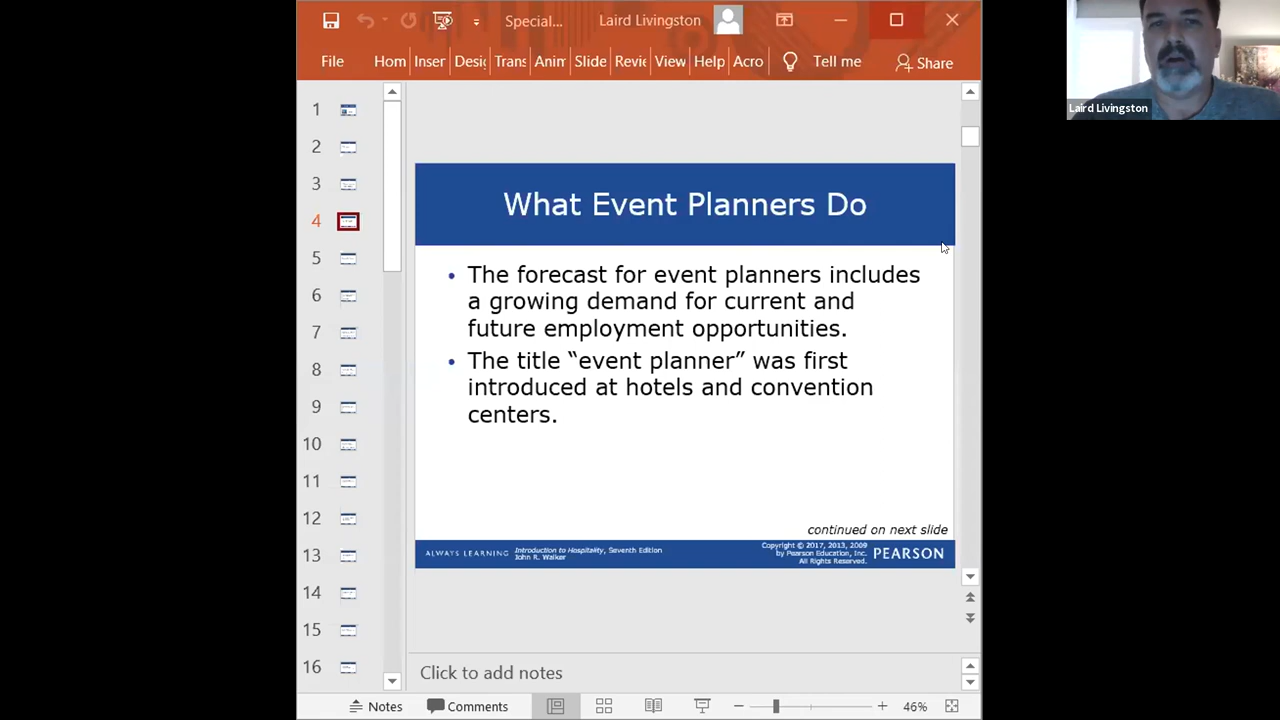 Special... Laird Livingston
File Hom Inser Desig Trans Anim Slide Revie View Help Acro Tell me Share
Laird Livingston
1
2
3
4
5
6
7
8
9
10
11
12
13
14
15
16
What Event Planners Do
• The forecast for event planners includes
a growing demand for current and
future employment opportunities.
• The title “event planner” was first
introduced at hotels and convention
centers.
continued on next slide
ALWAYS LEARNING
Introduction to Hospitality, Seventh Edition
John R. Walker
Copyright © 2017, 2013, 2009
by Pearson Education, Inc.
All Rights Reserved.
PEARSON
Click to add notes
Notes Comments 46%